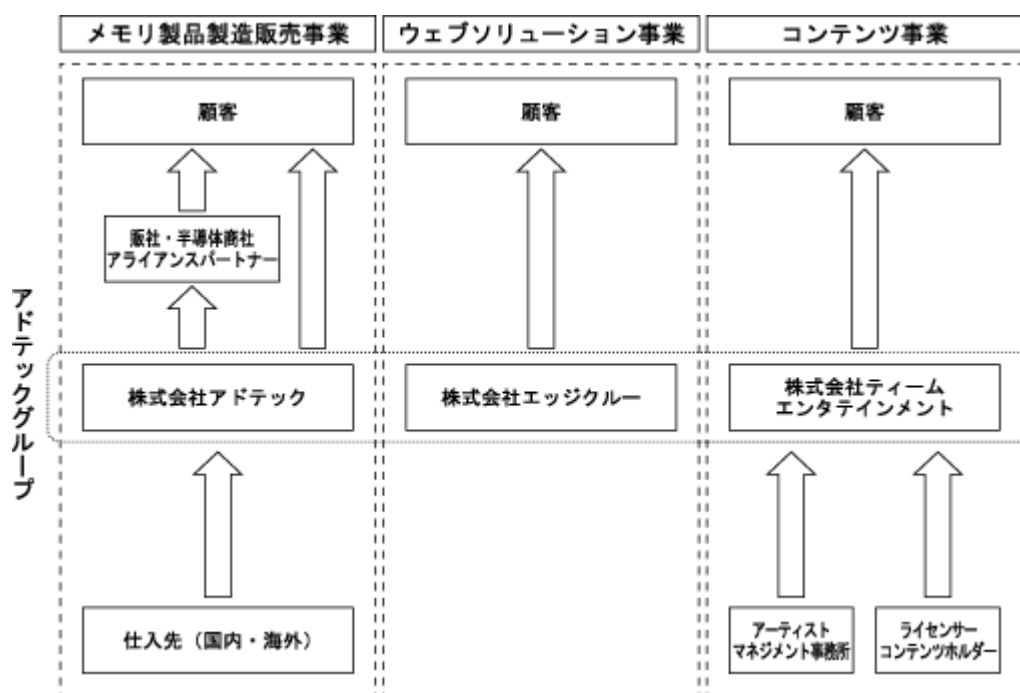 メモリ製品製造販売事業
ウェブソリューション事業
コンテンツ事業
顧客
顧客
顧客
販社・半導体商社
アライアンスパートナー
アドテックグループ
株式会社アドテック
株式会社エッジクルー
株式会社ティーム
エンタテインメント
仕入先（国内・海外）
アーティスト
マネジメント事務所
ライセンサー
コンテンツホルダー